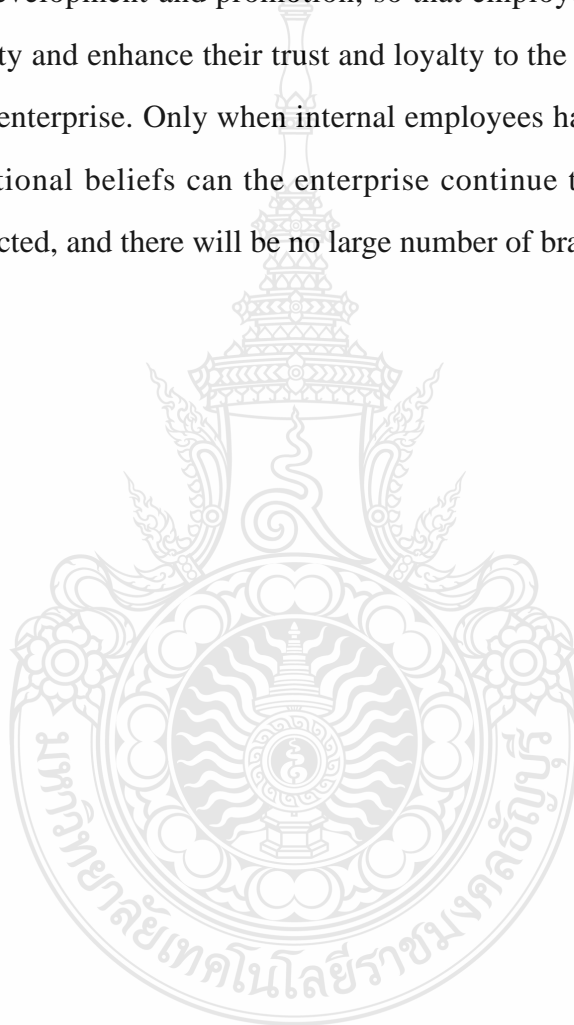 evelopment and promotion, so that employ
ty and enhance their trust and loyalty to the
enterprise. Only when internal employees ha
tional beliefs can the enterprise continue t
cted, and there will be no large number of bra
มหาวิทยาลัยเทคโนโลยีราชมงคลธัญบุรี